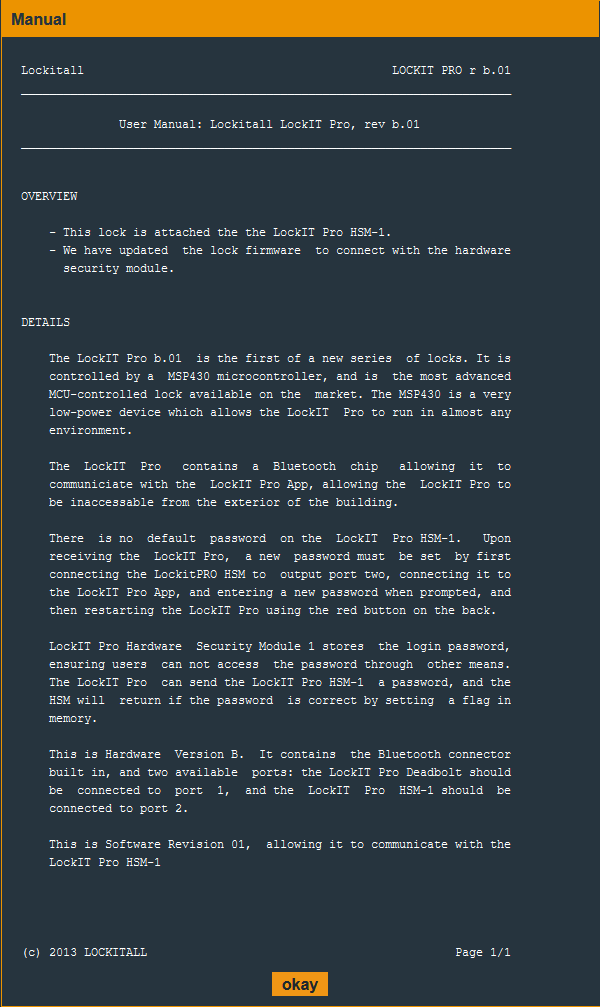 Manual
Lockitall LOCKIT PRO r b.01
User Manual: Lockitall LockIT Pro, rev b.01
OVERVIEW
- This lock is attached the the LockIT Pro HSM-1.
- We have updated the lock firmware to connect with the hardware
security module.
DETAILS
The LockIT Pro b.01 is the first of a new series of locks. It is
controlled by a MSP430 microcontroller, and is the most advanced
MCU-controlled lock available on the market. The MSP430 is a very
low-power device which allows the LockIT Pro to run in almost any
environment.
The LockIT Pro contains a Bluetooth chip allowing it to
communiciate with the LockIT Pro App, allowing the LockIT Pro to
be inaccessable from the exterior of the building.
There is no default password on the LockIT Pro HSM-1. Upon
receiving the LockIT Pro, a new password must be set by first
connecting the LockitPRO HSM to output port two, connecting it to
the LockIT Pro App, and entering a new password when prompted, and
then restarting the LockIT Pro using the red button on the back.
LockIT Pro Hardware Security Module 1 stores the login password,
ensuring users can not access the password through other means.
The LockIT Pro can send the LockIT Pro HSM-1 a password, and the
HSM will return if the password is correct by setting a flag in
memory.
This is Hardware Version B. It contains the Bluetooth connector
built in, and two available ports: the LockIT Pro Deadbolt should
be connected to port 1, and the LockIT Pro HSM-1 should be
connected to port 2.
This is Software Revision 01, allowing it to communicate with the
LockIT Pro HSM-1
(c) 2013 LOCKITALL Page 1/1
okay